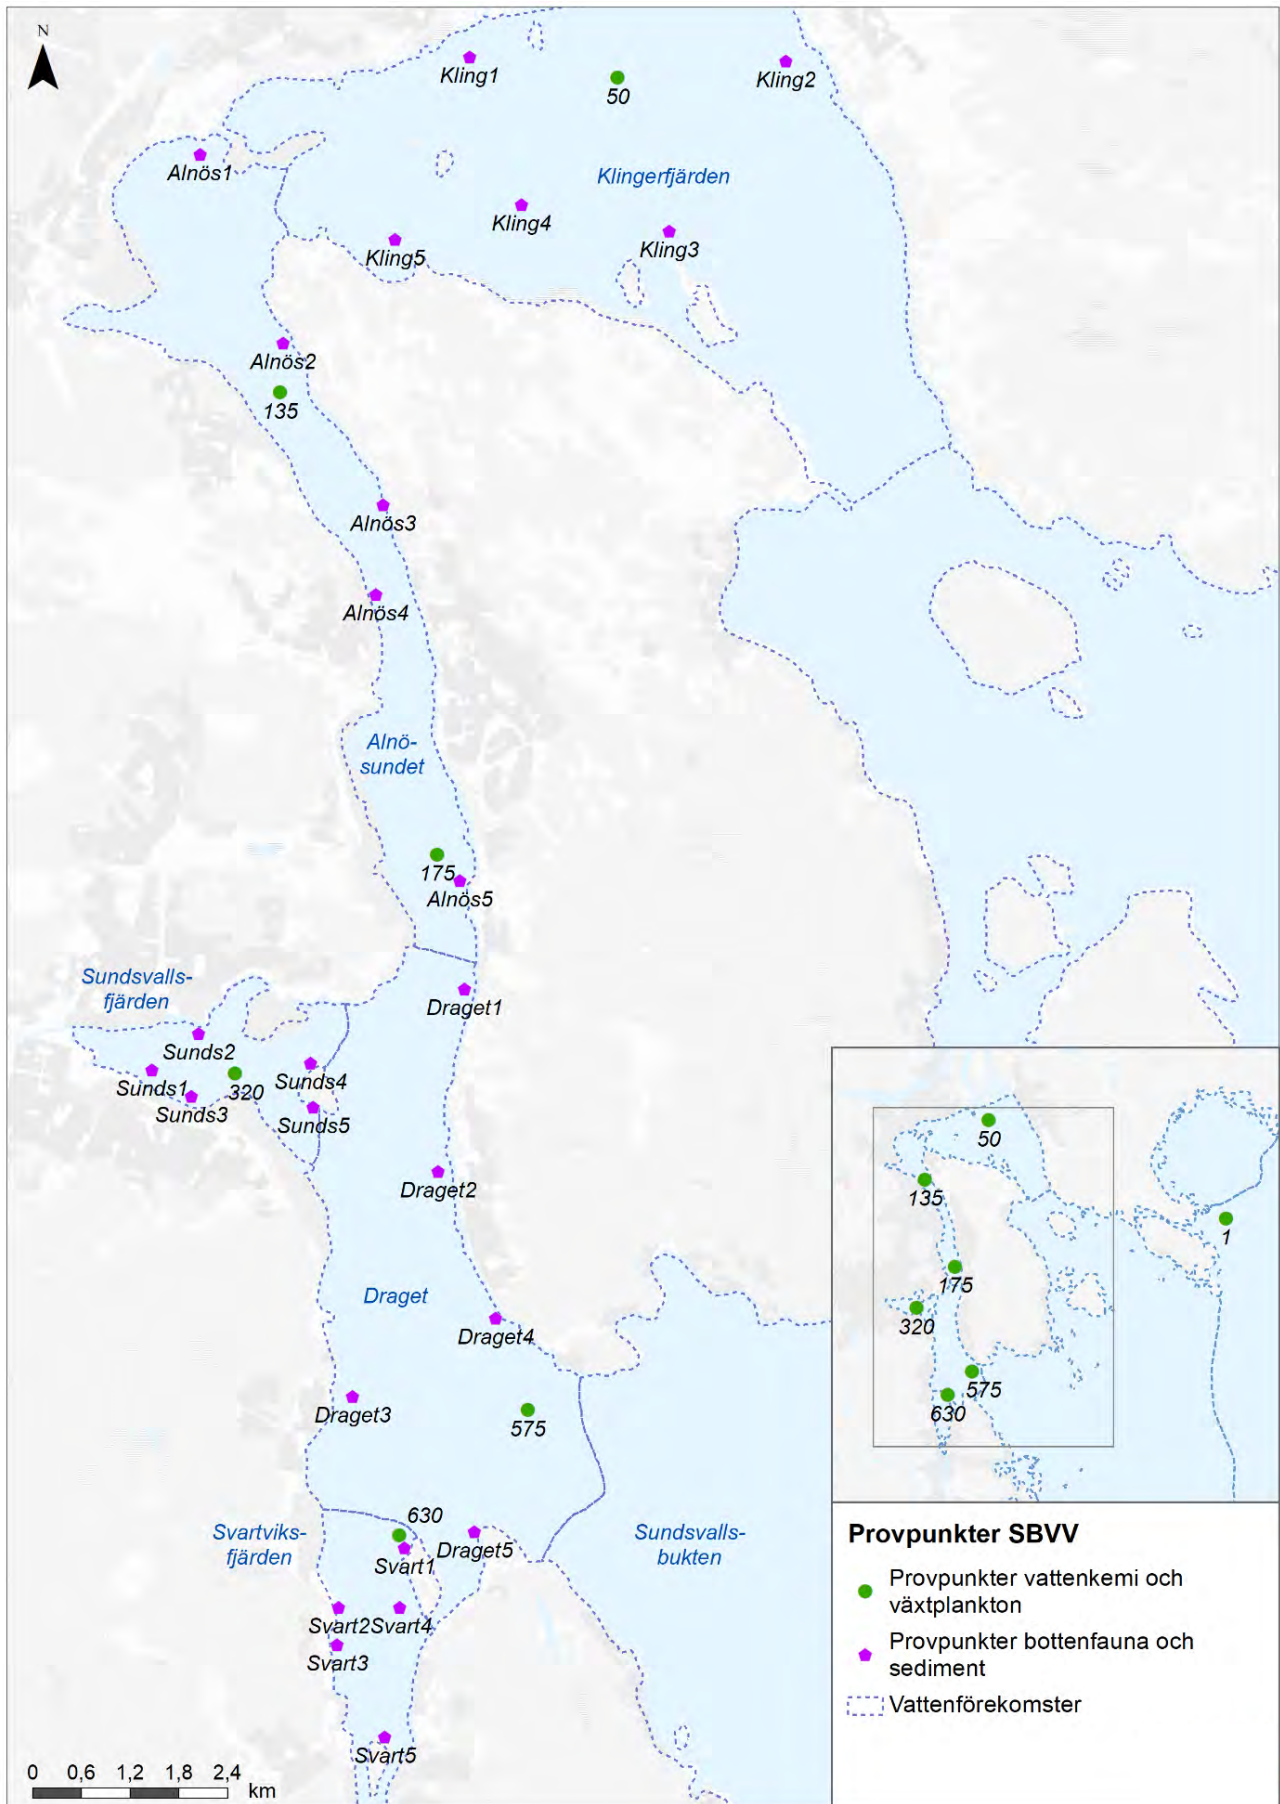 N
Kling1
Kling2
50
Alnös1
Klingerfjärden
Kling4
Kling3
Kling5
Alnös2
135
Alnös3
Alnös4
Alnö-
sundet
175
Alnös5
Sundsvalls-
fjärden
Draget1
Sunds2
Sunds4
Sunds1
320
Sunds3
Sunds5
Draget2
Draget
Draget4
Draget3
575
630
Svartviks-
fjärden
Draget5
Svart1
Sundsvalls-
bukten
Svart2
Svart4
Svart3
Svart5
0 0,6 1,2 1,8 2,4
km
50
135
1
175
320
575
630
Provpunkter SBVV
Provpunkter vattenkemi och
växtplankton
Provpunkter bottenfauna och
sediment
Vattenförekomster